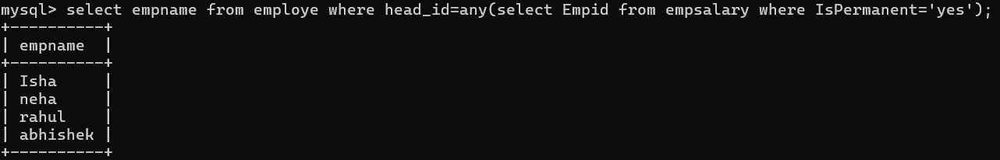 mysql> select empname from employe where head_id=any(select Empid from empsalary where IsPermanent='yes');
+----------+
| empname  |
+----------+
| Isha     |
| neha     |
| rahul    |
| abhishek |
+----------+